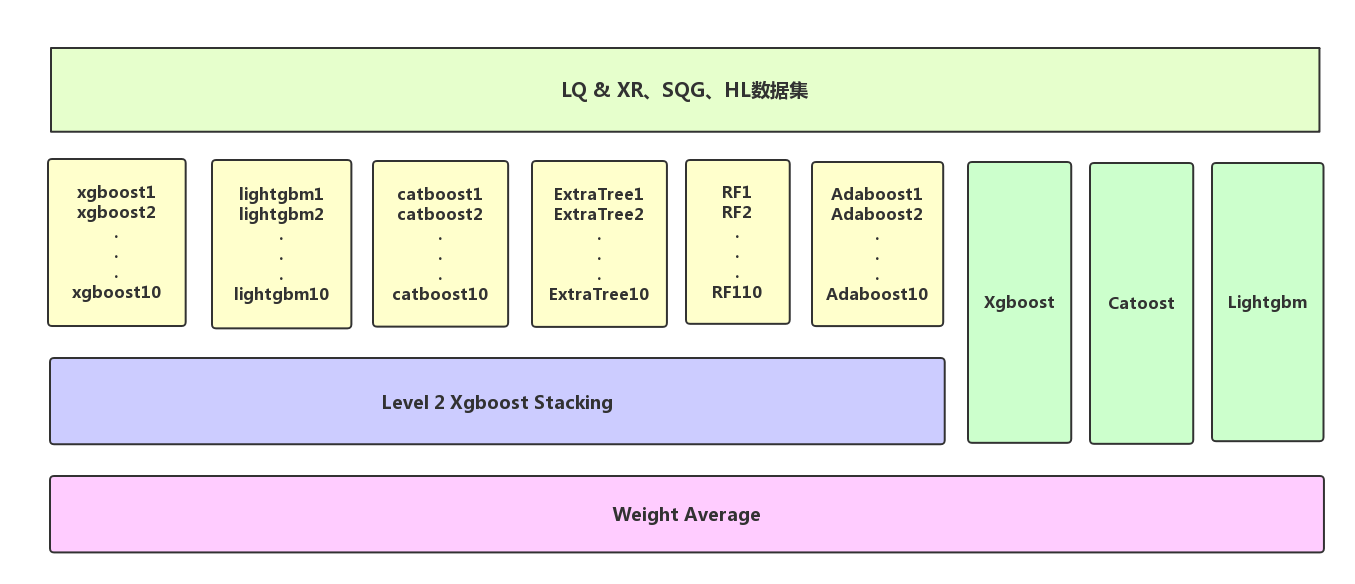 LQ & XR、SQG、HL数据集
xgboost1
xgboost2
.
.
.
xgboost10
lightgbm1
lightgbm2
.
.
.
lightgbm10
catboost1
catboost2
.
.
.
catboost10
ExtraTree1
ExtraTree2
.
.
.
ExtraTree10
RF1
RF2
.
.
.
RF110
Adaboost1
Adaboost2
.
.
.
Adaboost10
Xgboost
Catoost
Lightgbm
Level 2 Xgboost Stacking
Weight Average